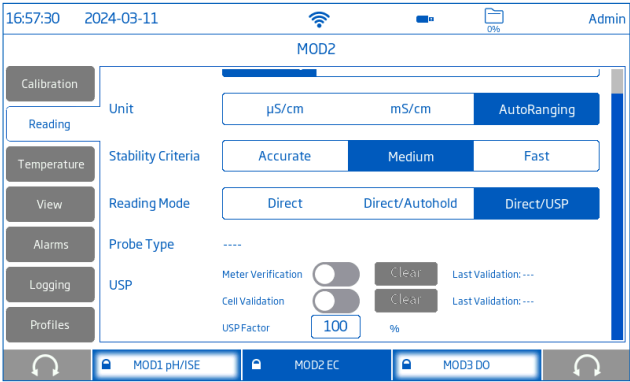 16:57:30 2024-03-11 0% Admin
MOD2
Calibration
Unit µS/cm mS/cm AutoRanging
Reading
Stability Criteria Accurate Medium Fast
Temperature
View
Reading Mode Direct Direct/Autohold Direct/USP
Alarms
Probe Type ----
Logging
USP
Meter Verification Clear Last Validation: ---
Cell Validation Clear Last Validation: ---
Profiles
USP Factor 100 %
MOD1 pH/ISE MOD2 EC MOD3 DO